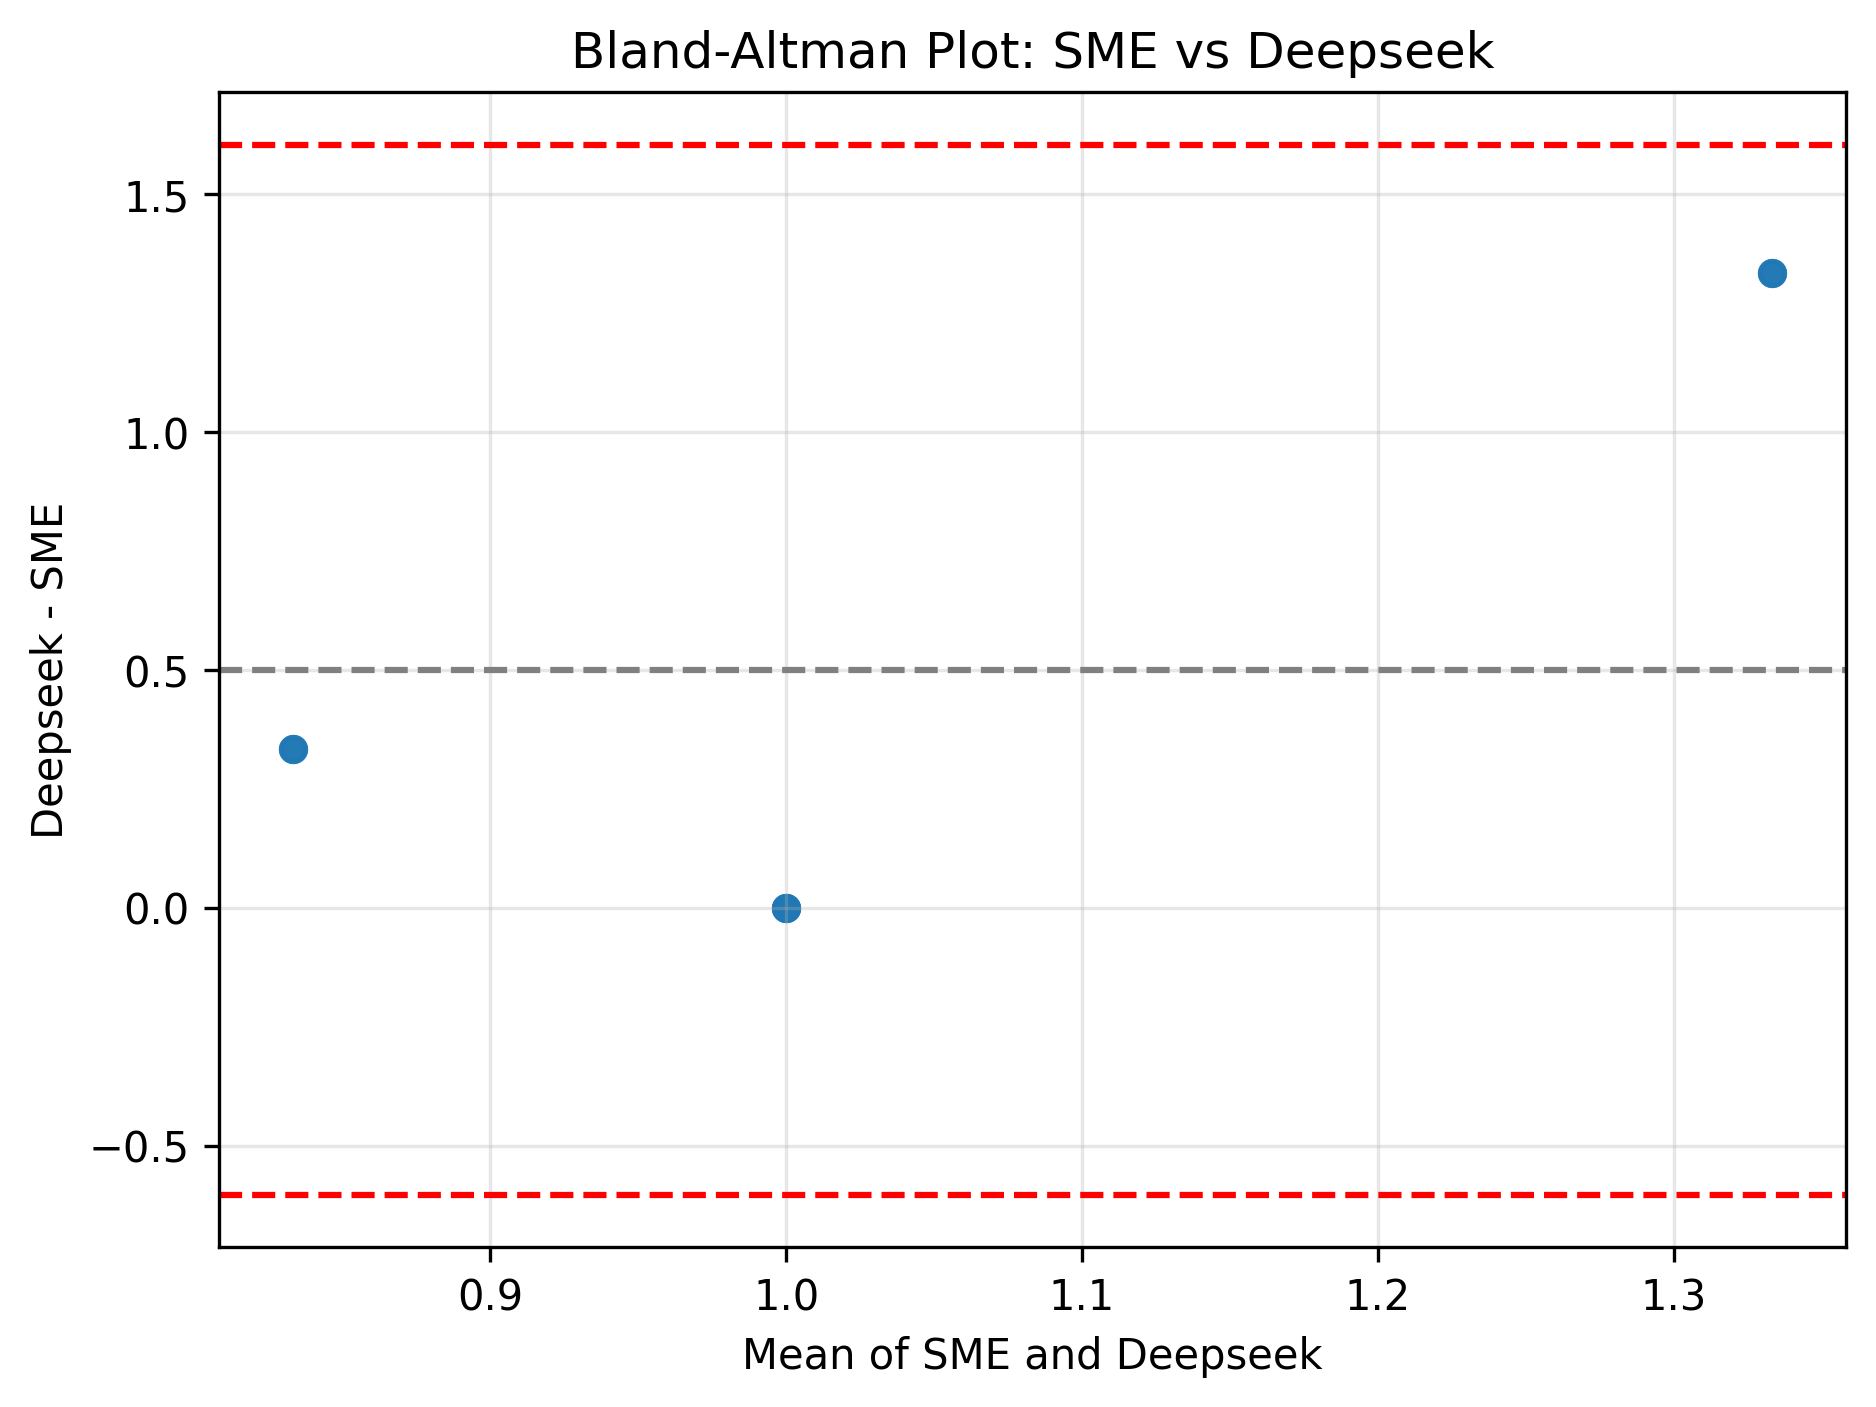 Bland-Altman Plot: SME vs Deepseek
Deepseek - SME
1.5
1.0
0.5
0.0
−0.5
0.9 1.0 1.1 1.2 1.3
Mean of SME and Deepseek